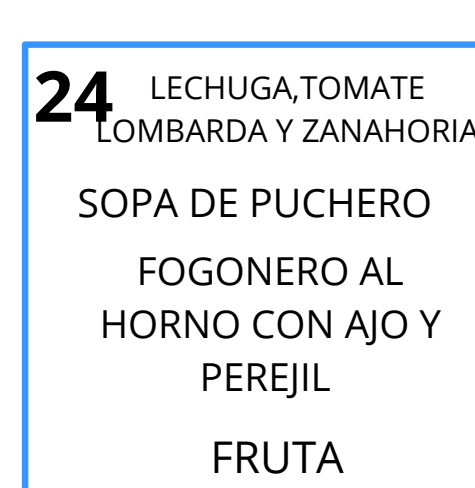 24 LECHUGA,TOMATE
LOMBARDA Y ZANAHORIA
SOPA DE PUCHERO
FOGONERO AL
HORNO CON AJO Y
PEREJIL
FRUTA